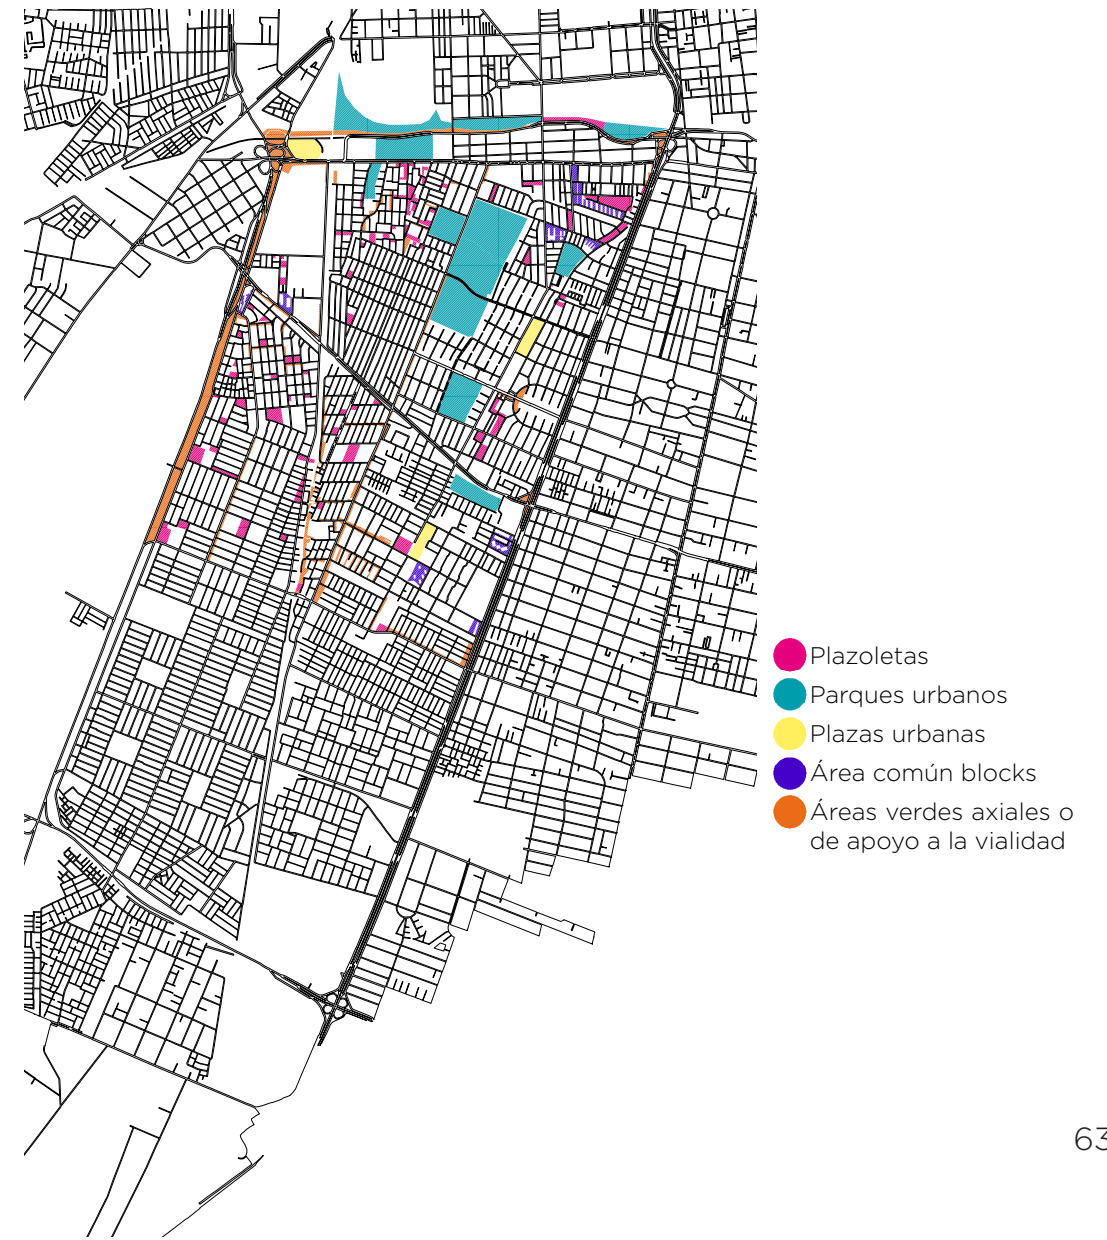 Plazoletas
Parques urbanos
Plazas urbanas
Área común blocks
Áreas verdes axiales o
de apoyo a la vialidad
63